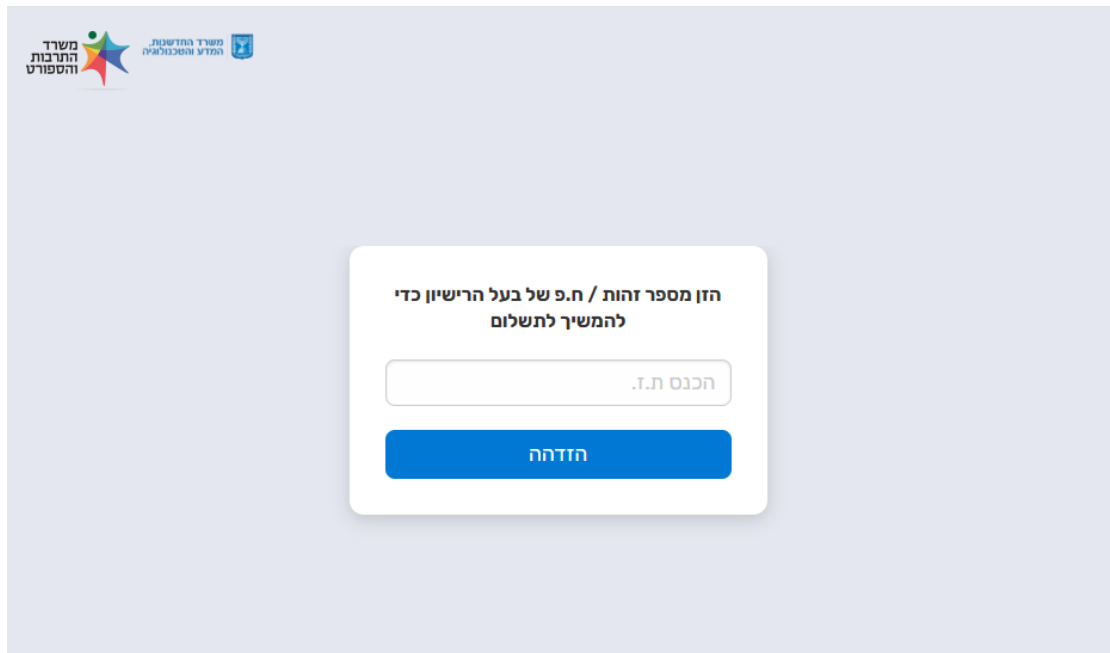 משרד
התרבות
והספורט
משרד החדשנות,
המדע והטכנולוגיה
הזן מספר זהות / ח.פ של בעל הרישיון כדי
להמשיך לתשלום
הכנס ת.ז.
הזדהה